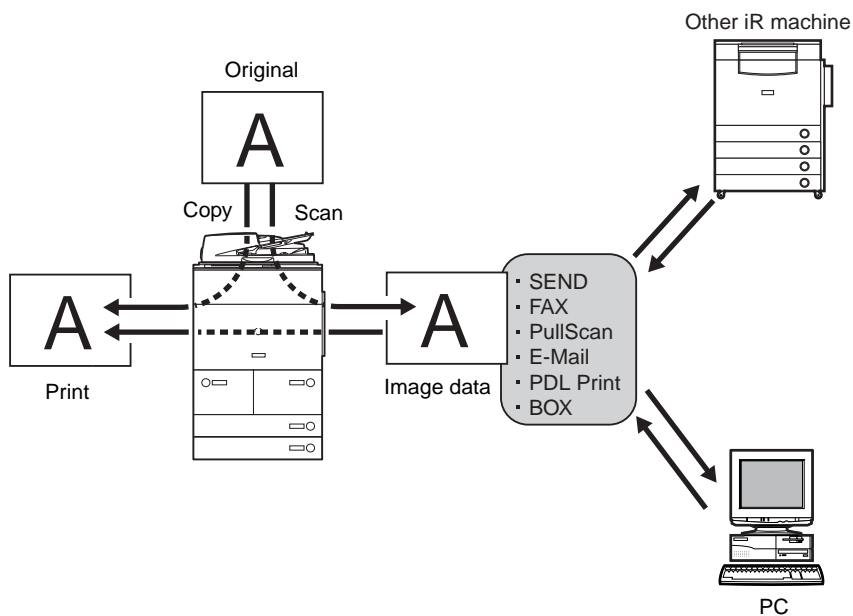 Other iR machine
Original
A
Copy
Scan
A
Print
A
Image data
▪ SEND
▪ FAX
▪ PullScan
▪ E-Mail
▪ PDL Print
▪ BOX
PC